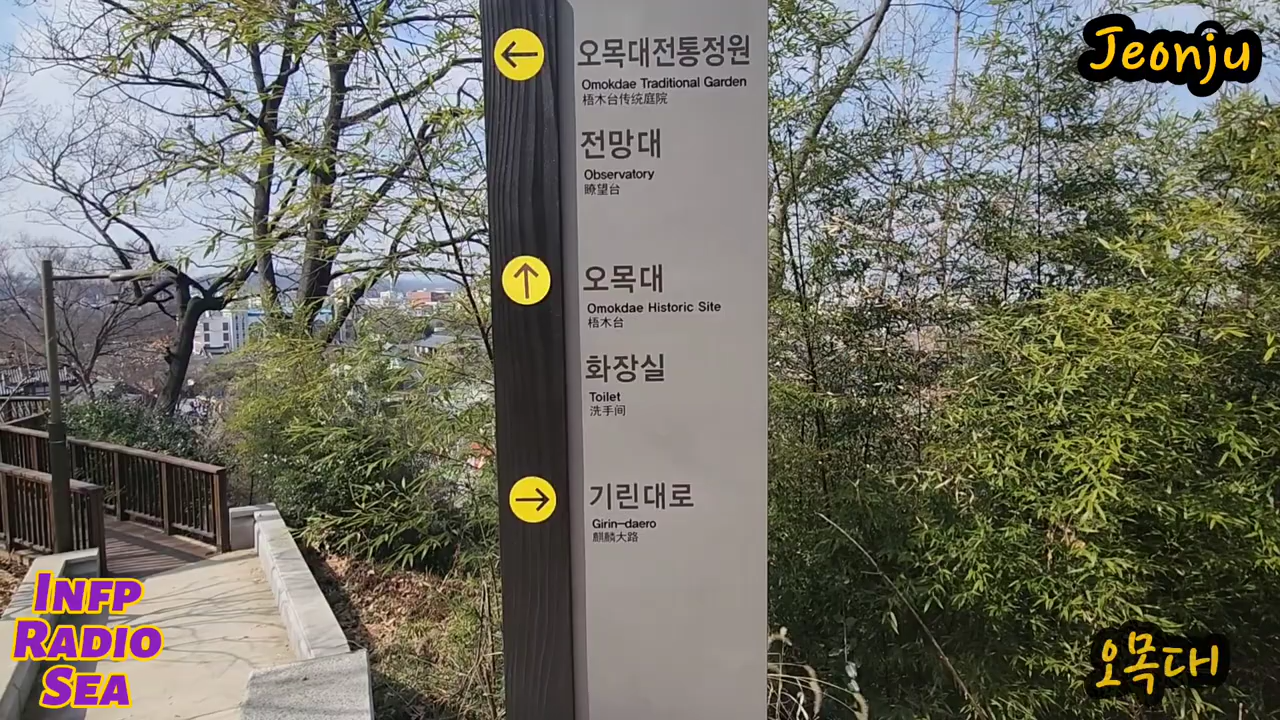 Jeonju
오목대전통정원
Omokdae Traditional Garden
梧木台传统庭院
전망대
Observatory
瞭望台
오목대
Omokdae Historic Site
梧木台
화장실
Toilet
洗手间
기린대로
Girin-daero
麒麟大路
INFP
RADIO
SEA
오목대